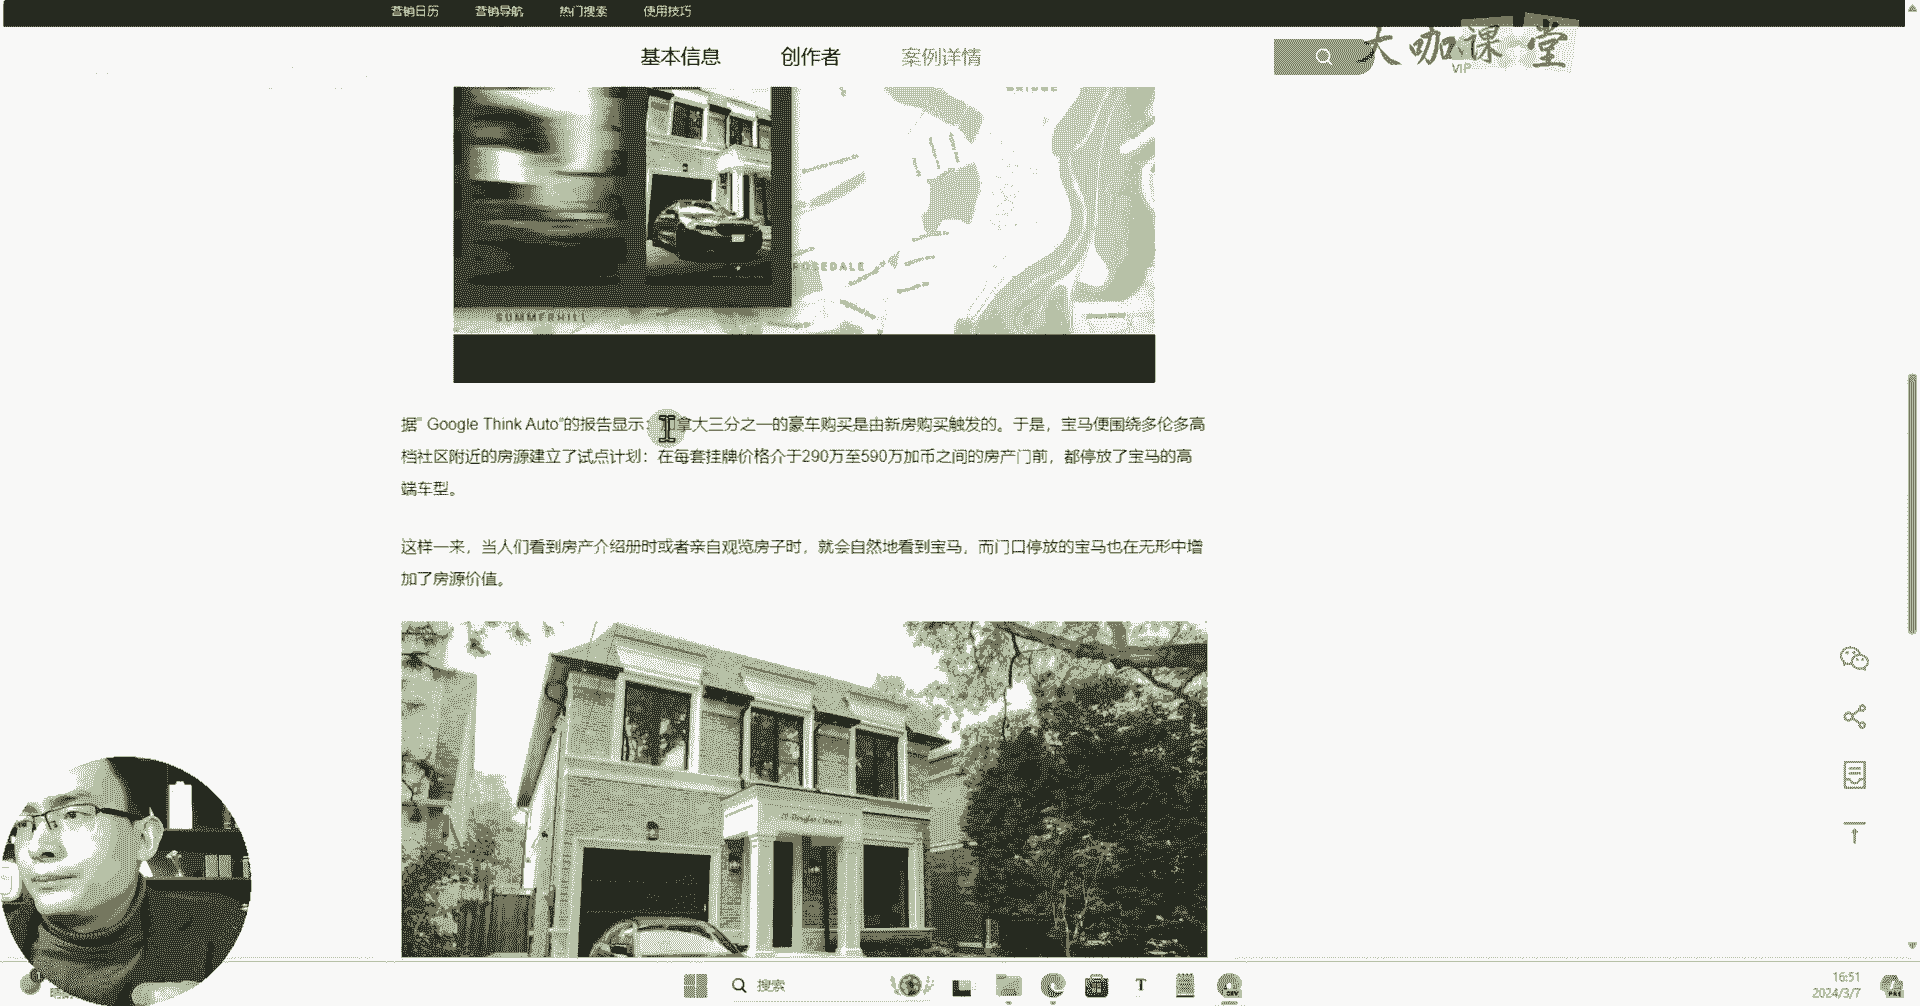 营销日历 营销导航 热门搜索 使用技巧
基本信息 创作者 案例详情
大咖课堂
VIP
BRIDGE
ROSEDALE
SUMMERHILL
据" Google Think Auto"的报告显示： 拿大三分之一的豪车购买是由新房购买触发的。于是，宝马便围绕多伦多高
档社区附近的房源建立了试点计划：在每套挂牌价格介于290万至590万加币之间的房产门前，都停放了宝马的高
端车型。
这样一来，当人们看到房产介绍册时或者亲自观览房子时，就会自然地看到宝马，而门口停放的宝马也在无形中增
加了房源价值。
搜索
16:51
2024/3/7